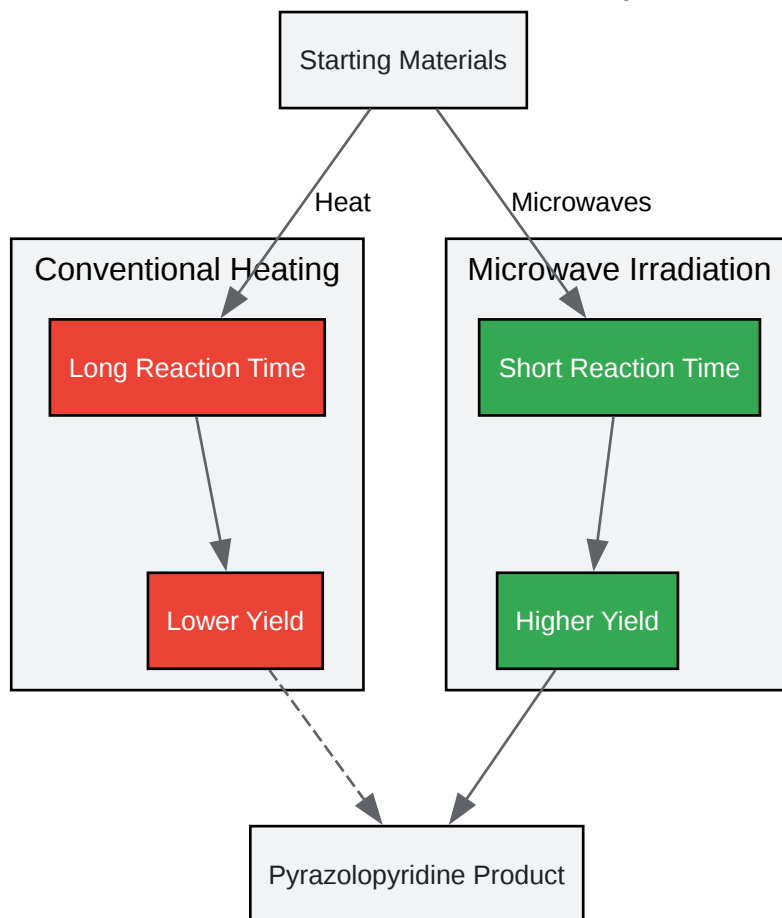 Starting Materials
Heat
Microwaves
Conventional Heating
Microwave Irradiation
Long Reaction Time
Short Reaction Time
Lower Yield
Higher Yield
Pyrazolopyridine Product